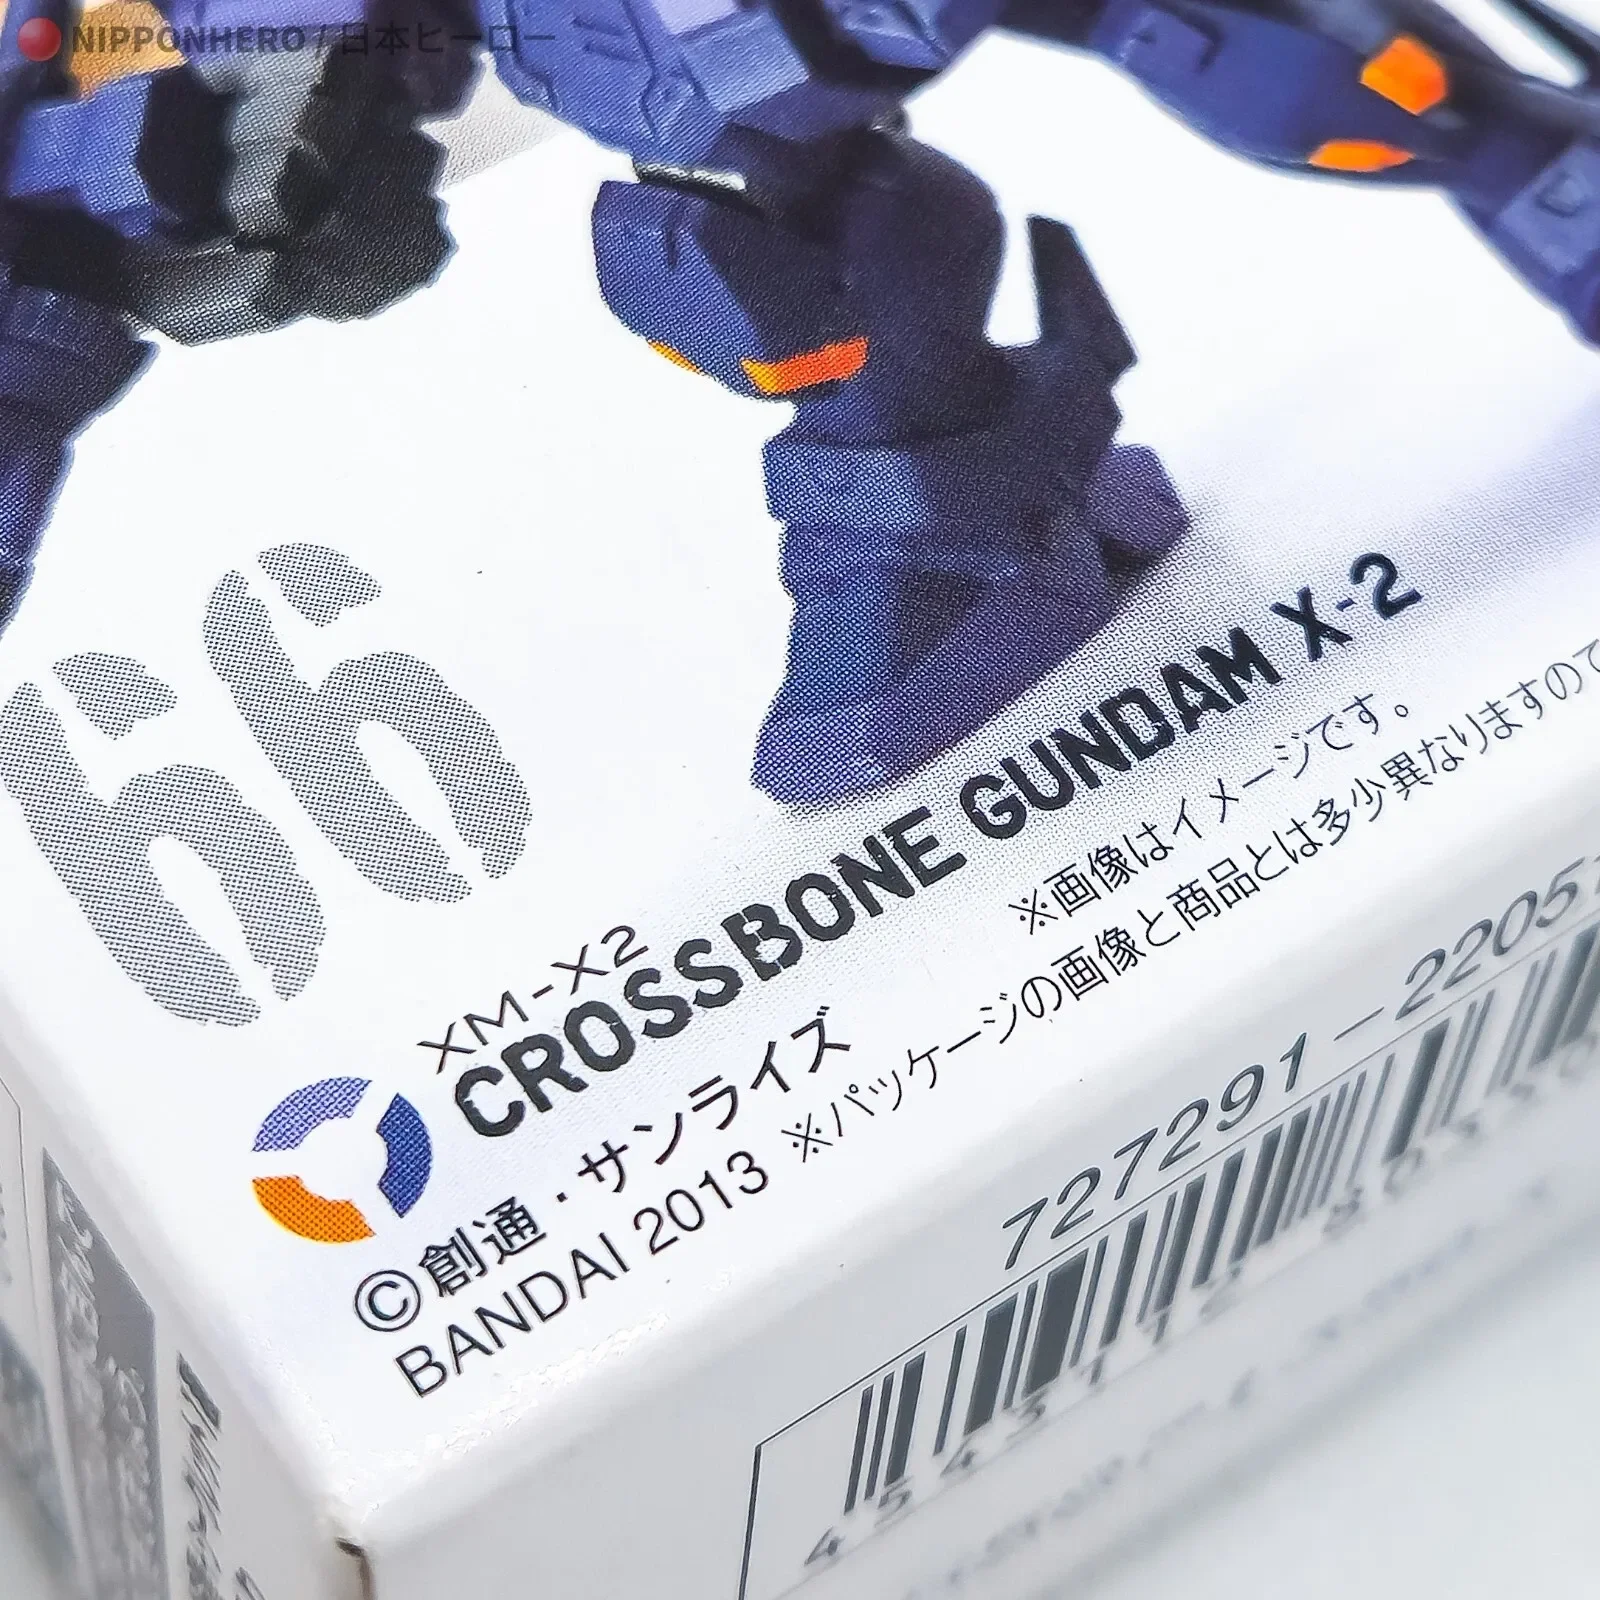 NIPPONHERO / 日本ヒーロー
66
XM-X2
CROSSBONE GUNDAM X-2
※画像はイメージです。
©創通・サンライズ
BANDAI 2013
※パッケージの画像と商品とは多少異なりますので
727291-22057